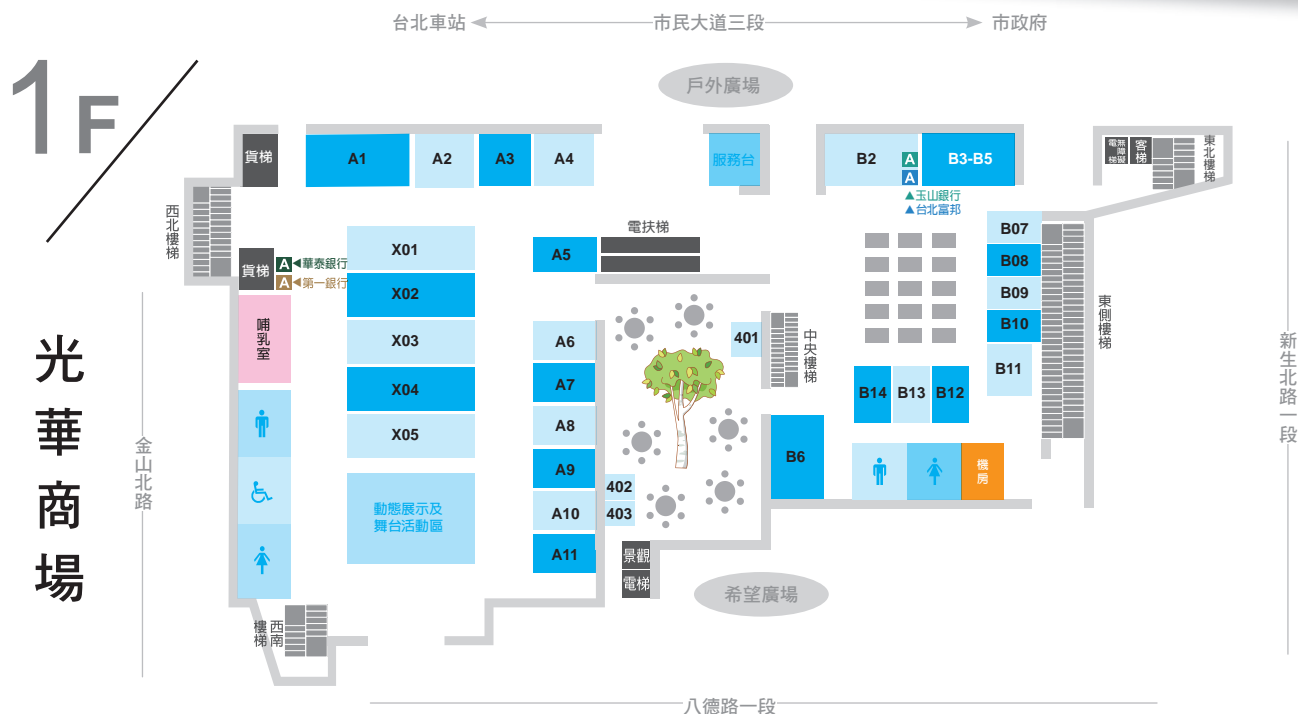 台北車站
市民大道三段
市政府
1F
戶外廣場
貨梯
A1
A2
A3
A4
服務台
B2
A
A
B3-B5
玉山銀行
台北富邦
無障礙
電梯
客梯
東北樓梯
西北樓梯
貨梯
A
華泰銀行
A
第一銀行
X01
X02
X03
X04
X05
電扶梯
A5
B07
B08
B09
B10
B11
東側樓梯
哺乳室
A6
A7
A8
A9
A10
A11
401
中央樓梯
B14
B13
B12
B6
機房
402
403
動態展示及
舞台活動區
景觀
電梯
希望廣場
西南
樓梯
光華商場
金山北路
新生北路一段
八德路一段